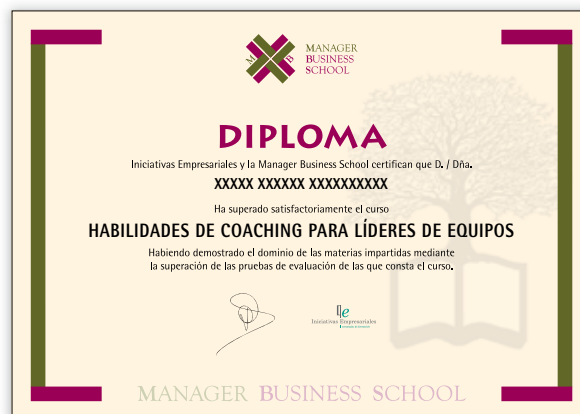 M B
MANAGER
BUSINESS
SCHOOL
DIPLOMA
Iniciativas Empresariales y la Manager Business School certifican que D. / Dña.
XXXXX XXXXXX XXXXXXXXXX
Ha superado satisfactoriamente el curso
HABILIDADES DE COACHING PARA LÍDERES DE EQUIPOS
Habiendo demostrado el dominio de las materias impartidas mediante
la superación de las pruebas de evaluación de las que consta el curso.
Ie
Iniciativas Empresariales
MANAGER BUSINESS SCHOOL